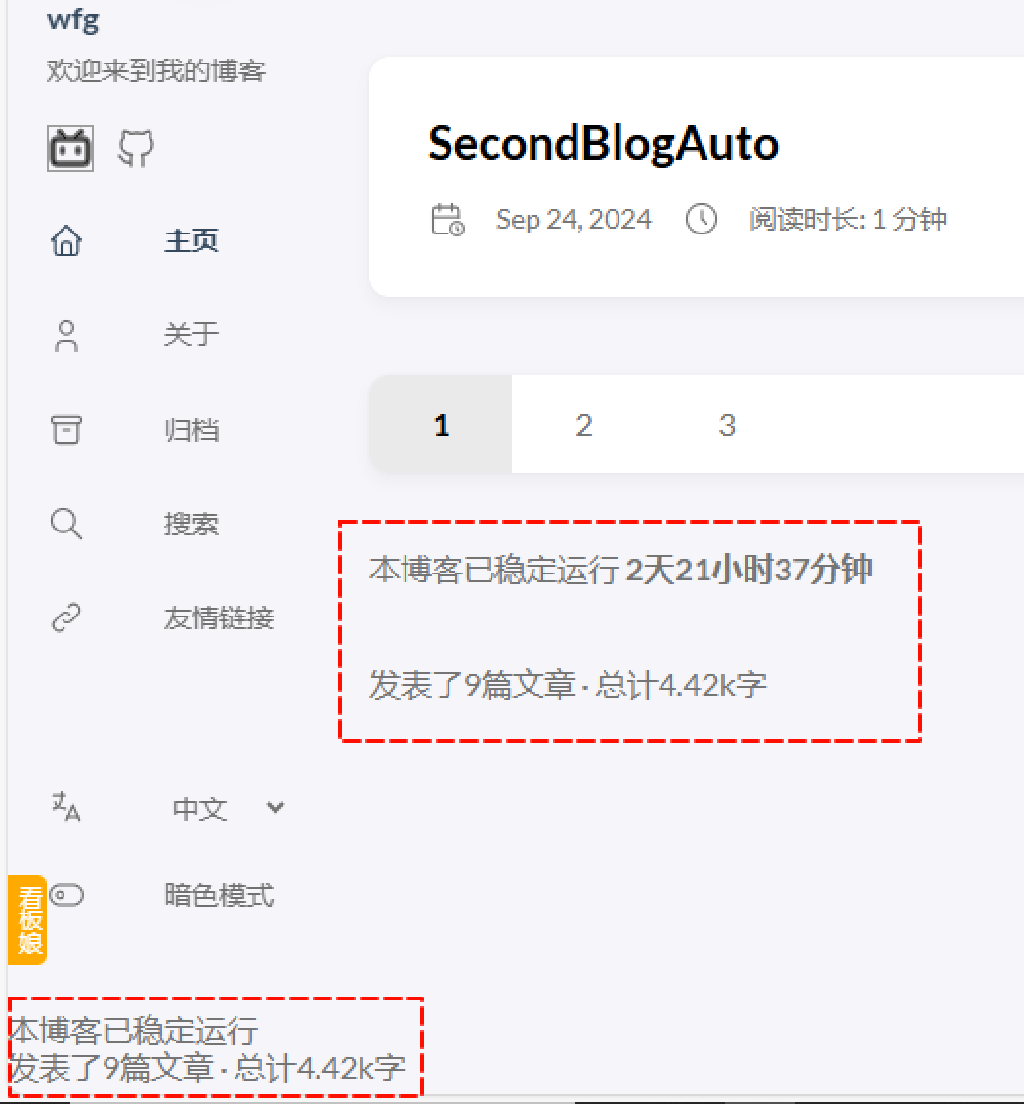 wfg
欢迎来到我的博客
主页
关于
归档
搜索
友情链接
中文
暗色模式
看板娘
SecondBlogAuto
Sep 24, 2024 阅读时长: 1 分钟
1 2 3
本博客已稳定运行 2天21小时37分钟
发表了9篇文章 · 总计4.42k字
本博客已稳定运行
发表了9篇文章 · 总计4.42k字